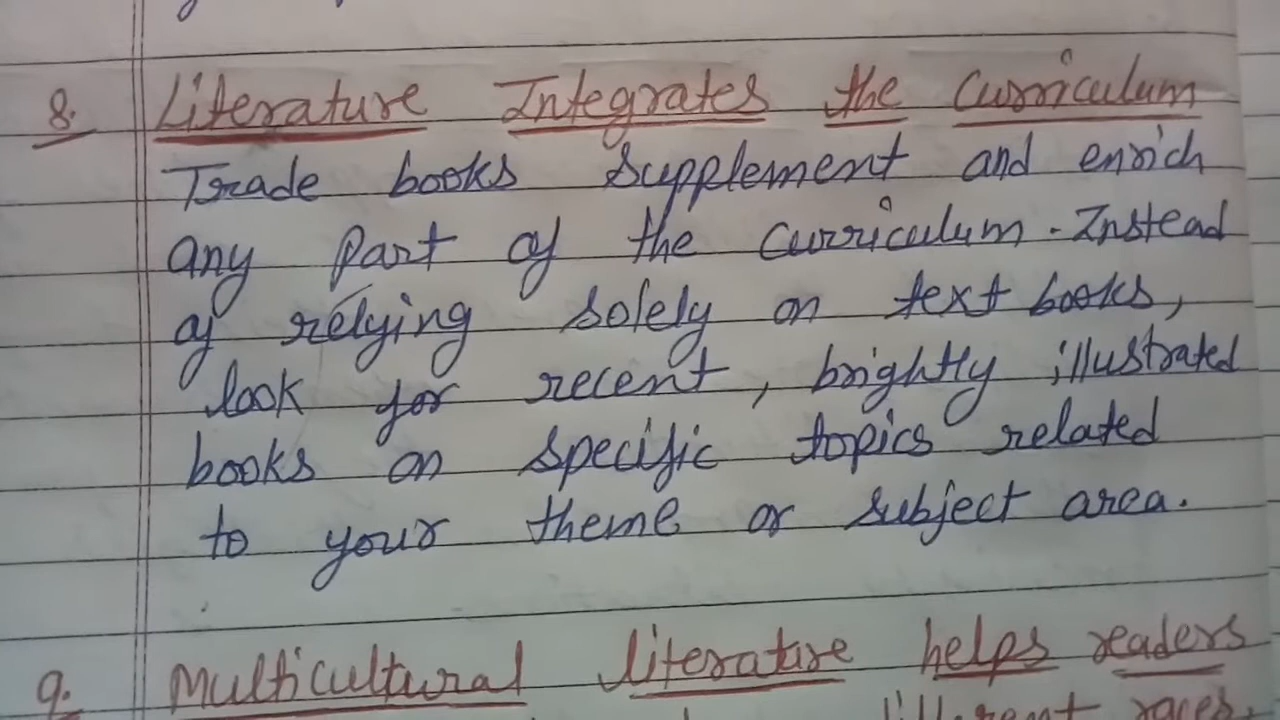 8. Literature Integrates the Curriculum
Trade books supplement and enrich
any part of the curriculum. Instead
of relying solely on text books,
look for recent, brightly illustrated
books on specific topics related
to your theme or subject area.
9. Multicultural literature helps readers
races.